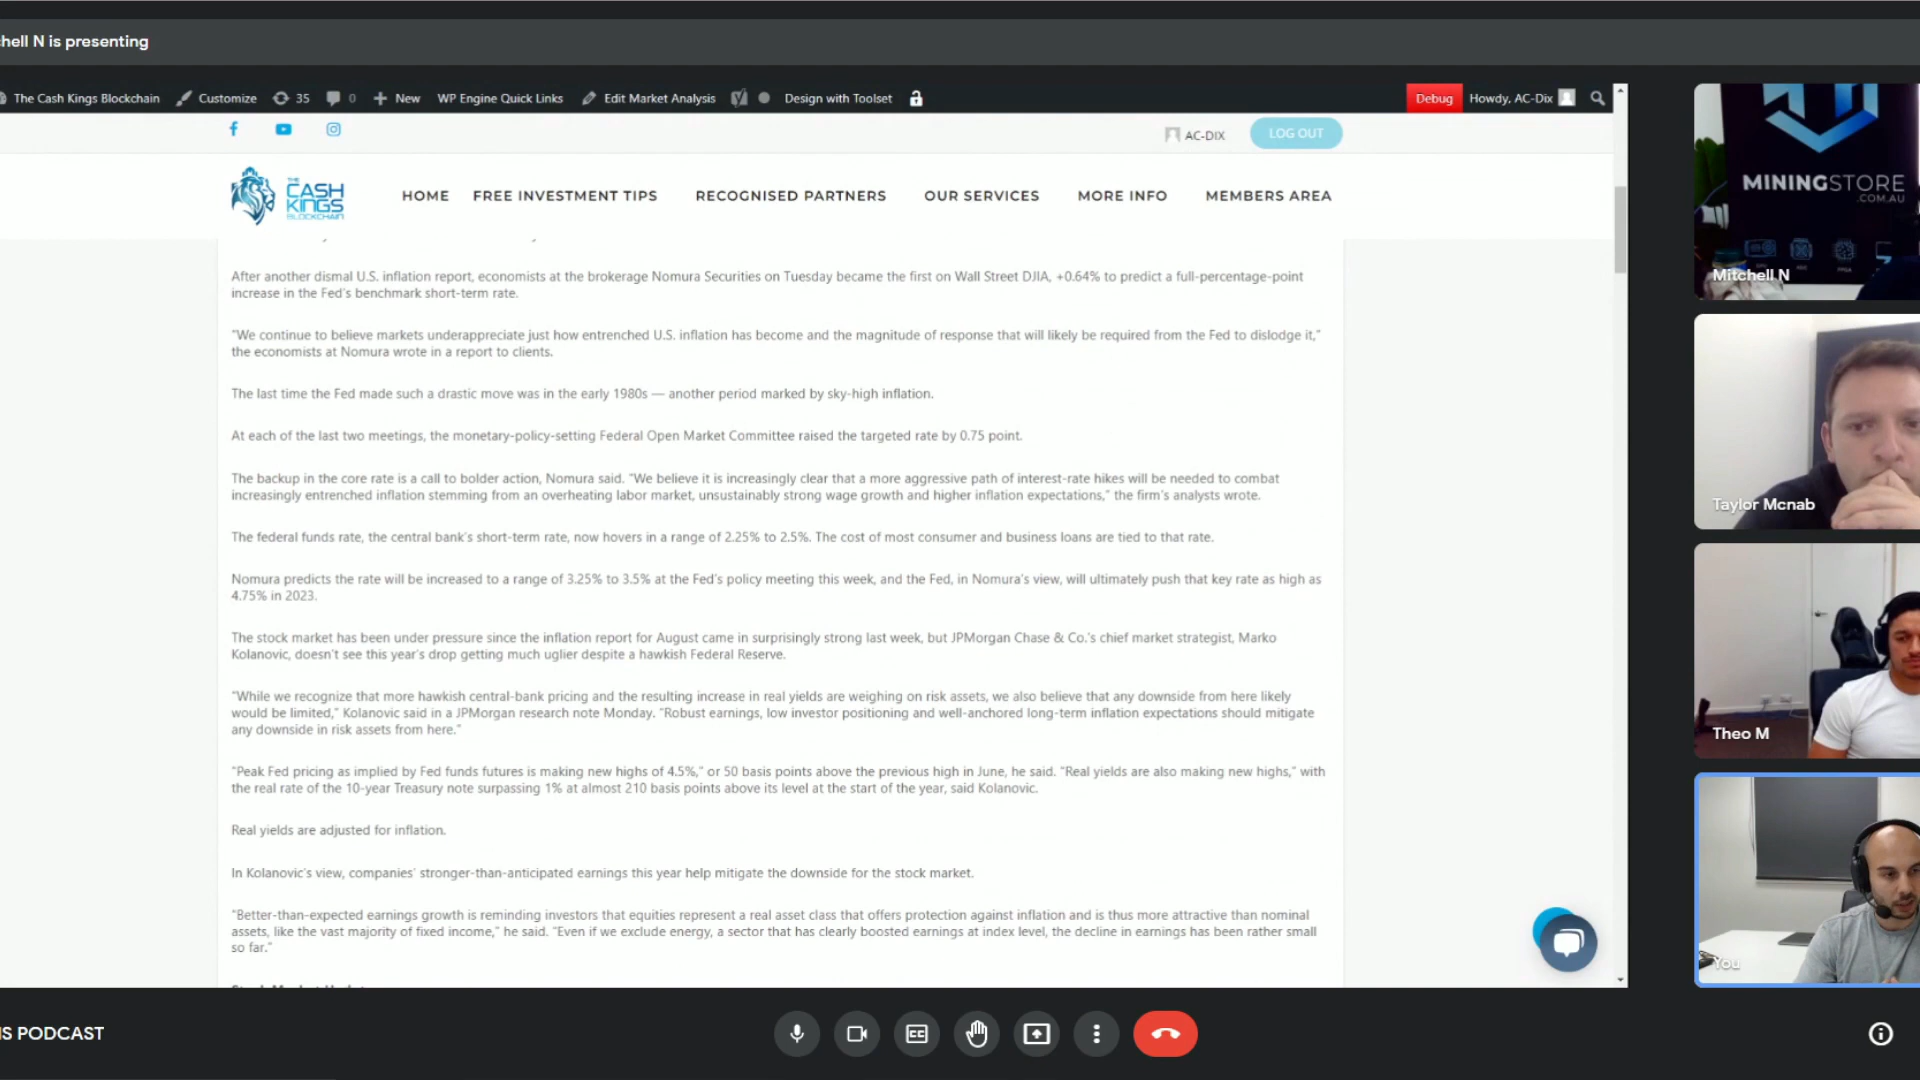 hell N is presenting
The Cash Kings Blockchain Customize 35 0 New WP Engine Quick Links Edit Market Analysis Design with Toolset Debug Howdy, AC-Dix
AC-DIX LOG OUT
THE
CASH
KINGS
BLOCKCHAIN
HOME FREE INVESTMENT TIPS RECOGNISED PARTNERS OUR SERVICES MORE INFO MEMBERS AREA
After another dismal U.S. inflation report, economists at the brokerage Nomura Securities on Tuesday became the first on Wall Street DJIA, +0.64% to predict a full-percentage-point
increase in the Fed's benchmark short-term rate.
"We continue to believe markets underappreciate just how entrenched U.S. inflation has become and the magnitude of response that will likely be required from the Fed to dislodge it,"
the economists at Nomura wrote in a report to clients.
The last time the Fed made such a drastic move was in the early 1980s — another period marked by sky-high inflation.
At each of the last two meetings, the monetary-policy-setting Federal Open Market Committee raised the targeted rate by 0.75 point.
The backup in the core rate is a call to bolder action, Nomura said. "We believe it is increasingly clear that a more aggressive path of interest-rate hikes will be needed to combat
increasingly entrenched inflation stemming from an overheating labor market, unsustainably strong wage growth and higher inflation expectations," the firm's analysts wrote.
The federal funds rate, the central bank's short-term rate, now hovers in a range of 2.25% to 2.5%. The cost of most consumer and business loans are tied to that rate.
Nomura predicts the rate will be increased to a range of 3.25% to 3.5% at the Fed's policy meeting this week, and the Fed, in Nomura's view, will ultimately push that key rate as high as
4.75% in 2023.
The stock market has been under pressure since the inflation report for August came in surprisingly strong last week, but JPMorgan Chase & Co.'s chief market strategist, Marko
Kolanovic, doesn't see this year's drop getting much uglier despite a hawkish Federal Reserve.
"While we recognize that more hawkish central-bank pricing and the resulting increase in real yields are weighing on risk assets, we also believe that any downside from here likely
would be limited," Kolanovic said in a JPMorgan research note Monday. "Robust earnings, low investor positioning and well-anchored long-term inflation expectations should mitigate
any downside in risk assets from here."
"Peak Fed pricing as implied by Fed funds futures is making new highs of 4.5%," or 50 basis points above the previous high in June, he said. "Real yields are also making new highs," with
the real rate of the 10-year Treasury note surpassing 1% at almost 210 basis points above its level at the start of the year, said Kolanovic.
Real yields are adjusted for inflation.
In Kolanovic's view, companies' stronger-than-anticipated earnings this year help mitigate the downside for the stock market.
"Better-than-expected earnings growth is reminding investors that equities represent a real asset class that offers protection against inflation and is thus more attractive than nominal
assets, like the vast majority of fixed income," he said. "Even if we exclude energy, a sector that has clearly boosted earnings at index level, the decline in earnings has been rather small
so far."
MININGSTORE
.COM.AU
Mitchell N
Taylor Mcnab
Theo M
You
IS PODCAST